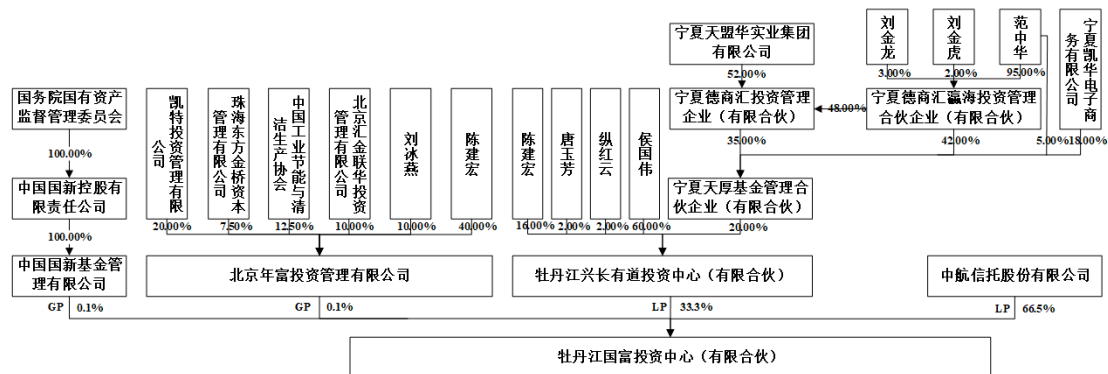 宁夏天盟华实业集团
有限公司
刘金龙
刘金虎
范中华
宁夏凯华电子商
务有限公司
52.00%
3.00%
2.00%
95.00%
国务院国有资产
监督管理委员会
凯特投资管理有限
公司
珠海东方金桥资本
管理有限公司
中国工业节能与清
洁生产协会
北京汇金联华投资
管理有限公司
刘冰燕
陈建宏
陈建宏
唐玉芳
纵红云
侯国伟
宁夏德商汇投资管理
企业（有限合伙）
48.00%
宁夏德商汇瀛海投资管理
合伙企业（有限合伙）
100.00%
35.00%
42.00%
5.00%
18.00%
中国国新控股有
限责任公司
宁夏天厚基金管理合
伙企业（有限合伙）
100.00%
20.00%
7.50%
12.50%
10.00%
10.00%
40.00%
16.00%
2.00%
2.00%
60.00%
20.00%
中国国新基金管
理有限公司
北京年富投资管理有限公司
牡丹江兴长有道投资中心（有限合伙）
中航信托股份有限公司
GP 0.1%
GP 0.1%
LP 33.3%
LP 66.5%
牡丹江国富投资中心（有限合伙）